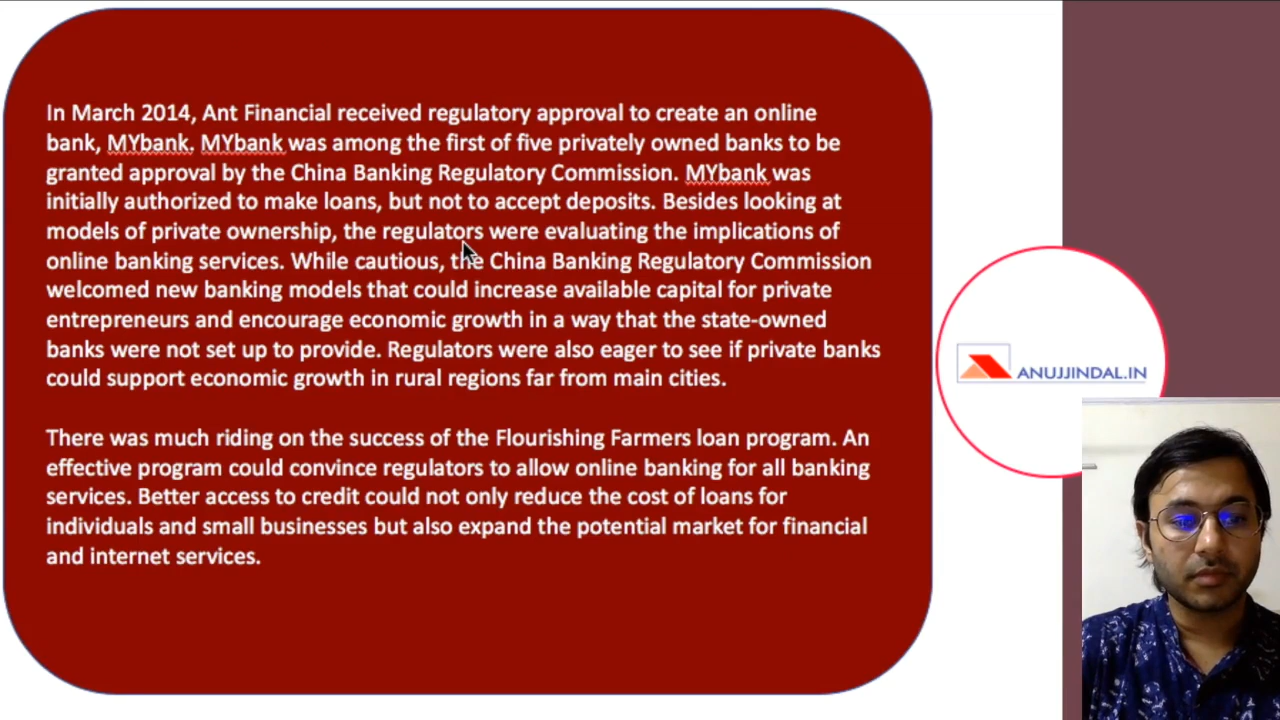 In March 2014, Ant Financial received regulatory approval to create an online
bank, MYbank. MYbank was among the first of five privately owned banks to be
granted approval by the China Banking Regulatory Commission. MYbank was
initially authorized to make loans, but not to accept deposits. Besides looking at
models of private ownership, the regulators were evaluating the implications of
online banking services. While cautious, the China Banking Regulatory Commission
welcomed new banking models that could increase available capital for private
entrepreneurs and encourage economic growth in a way that the state-owned
banks were not set up to provide. Regulators were also eager to see if private banks
could support economic growth in rural regions far from main cities.
There was much riding on the success of the Flourishing Farmers loan program. An
effective program could convince regulators to allow online banking for all banking
services. Better access to credit could not only reduce the cost of loans for
individuals and small businesses but also expand the potential market for financial
and internet services.
ANUJJINDAL.IN